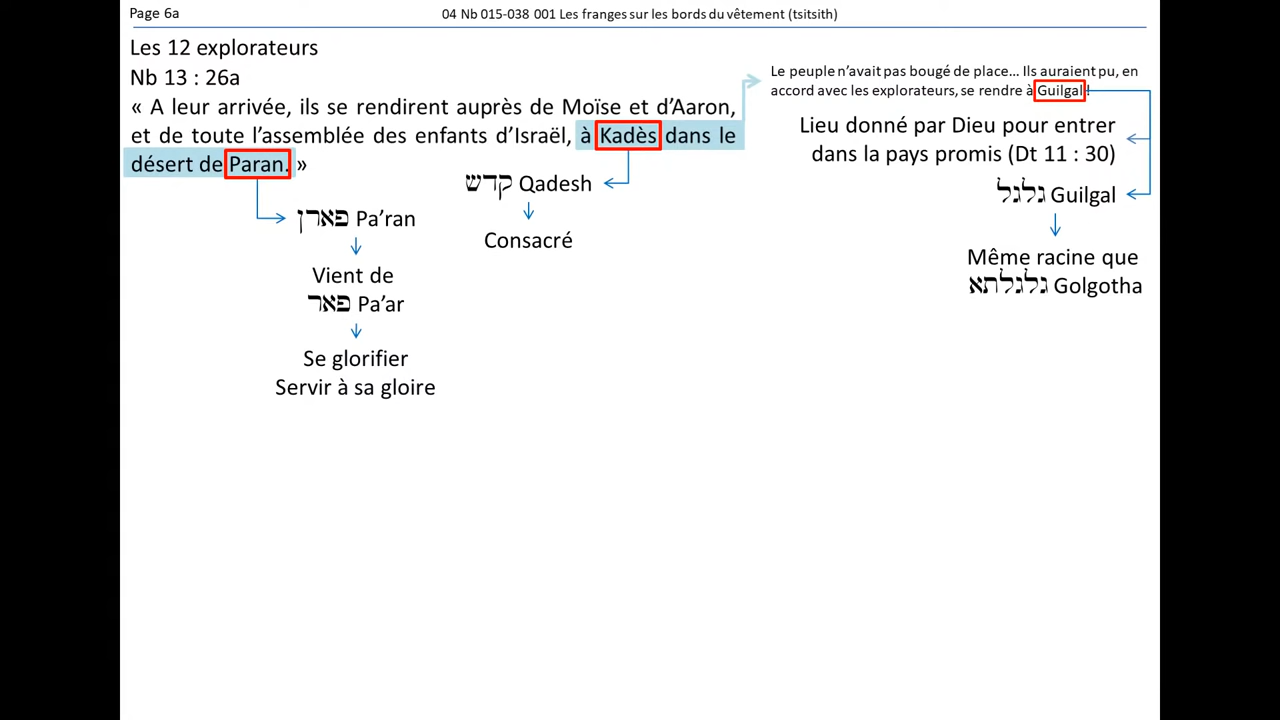 Page 6a
04 Nb 015-038 001 Les franges sur les bords du vêtement (tsitsith)
Les 12 explorateurs
Nb 13 : 26a
« A leur arrivée, ils se rendirent auprès de Moïse et d’Aaron,
et de toute l’assemblée des enfants d’Israël, à Kadès dans le
désert de Paran. »
Le peuple n’avait pas bougé de place... Ils auraient pu, en
accord avec les explorateurs, se rendre à Guilgal !
Lieu donné par Dieu pour entrer
dans la pays promis (Dt 11 : 30)
גלגל Guilgal
Même racine que
גלגלתא Golgotha
קדש Qadesh
Consacré
פארן Pa’ran
Vient de
פאר Pa’ar
Se glorifier
Servir à sa gloire